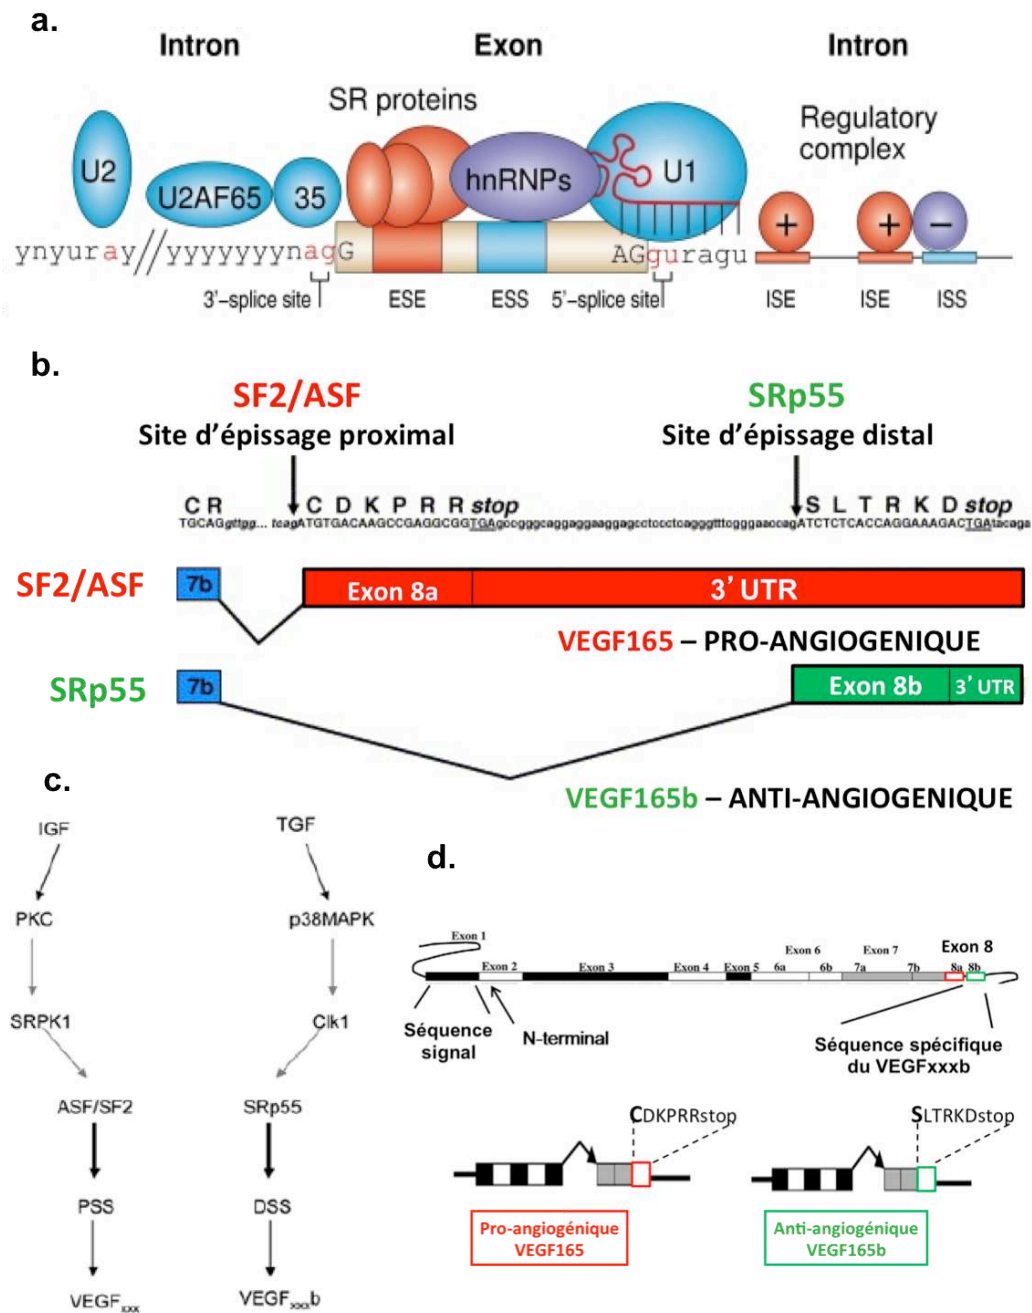 a.
Intron Exon Intron
SR proteins
Regulatory
complex
U2 U2AF65 35 hnRNPs U1 + + −
ynyuray//yyyyyyynagG AGguragu
3'–splice site ESE ESS 5'–splice site ISE ISE ISS
b.
SF2/ASF SRp55
Site d'épissage proximal Site d'épissage distal
C R C D K P R R stop S L T R K D stop
TGCAGgttgg... tcagATGTGACAAGCCGAGGCGGTGAgccgggcaggaggaaggagcctccctcagggtttcgggaaccagATCTCTCACCAGGAAAGACTGAtacaga
SF2/ASF 7b Exon 8a 3' UTR
VEGF165 – PRO-ANGIOGENIQUE
SRp55 7b Exon 8b 3' UTR
VEGF165b – ANTI-ANGIOGENIQUE
c.
IGF TGF
PKC p38MAPK
SRPK1 Clk1
ASF/SF2 SRp55
PSS DSS
VEGFxxx VEGFxxxb
d.
Exon 1 Exon 2 Exon 3 Exon 4 Exon 5 Exon 6 Exon 7 Exon 8
6a 6b 7a 7b 8a 8b
Séquence
signal
N-terminal
Séquence spécifique
du VEGFxxxb
CDKPRRstop SLTRKDstop
Pro-angiogénique
VEGF165
Anti-angiogénique
VEGF165b